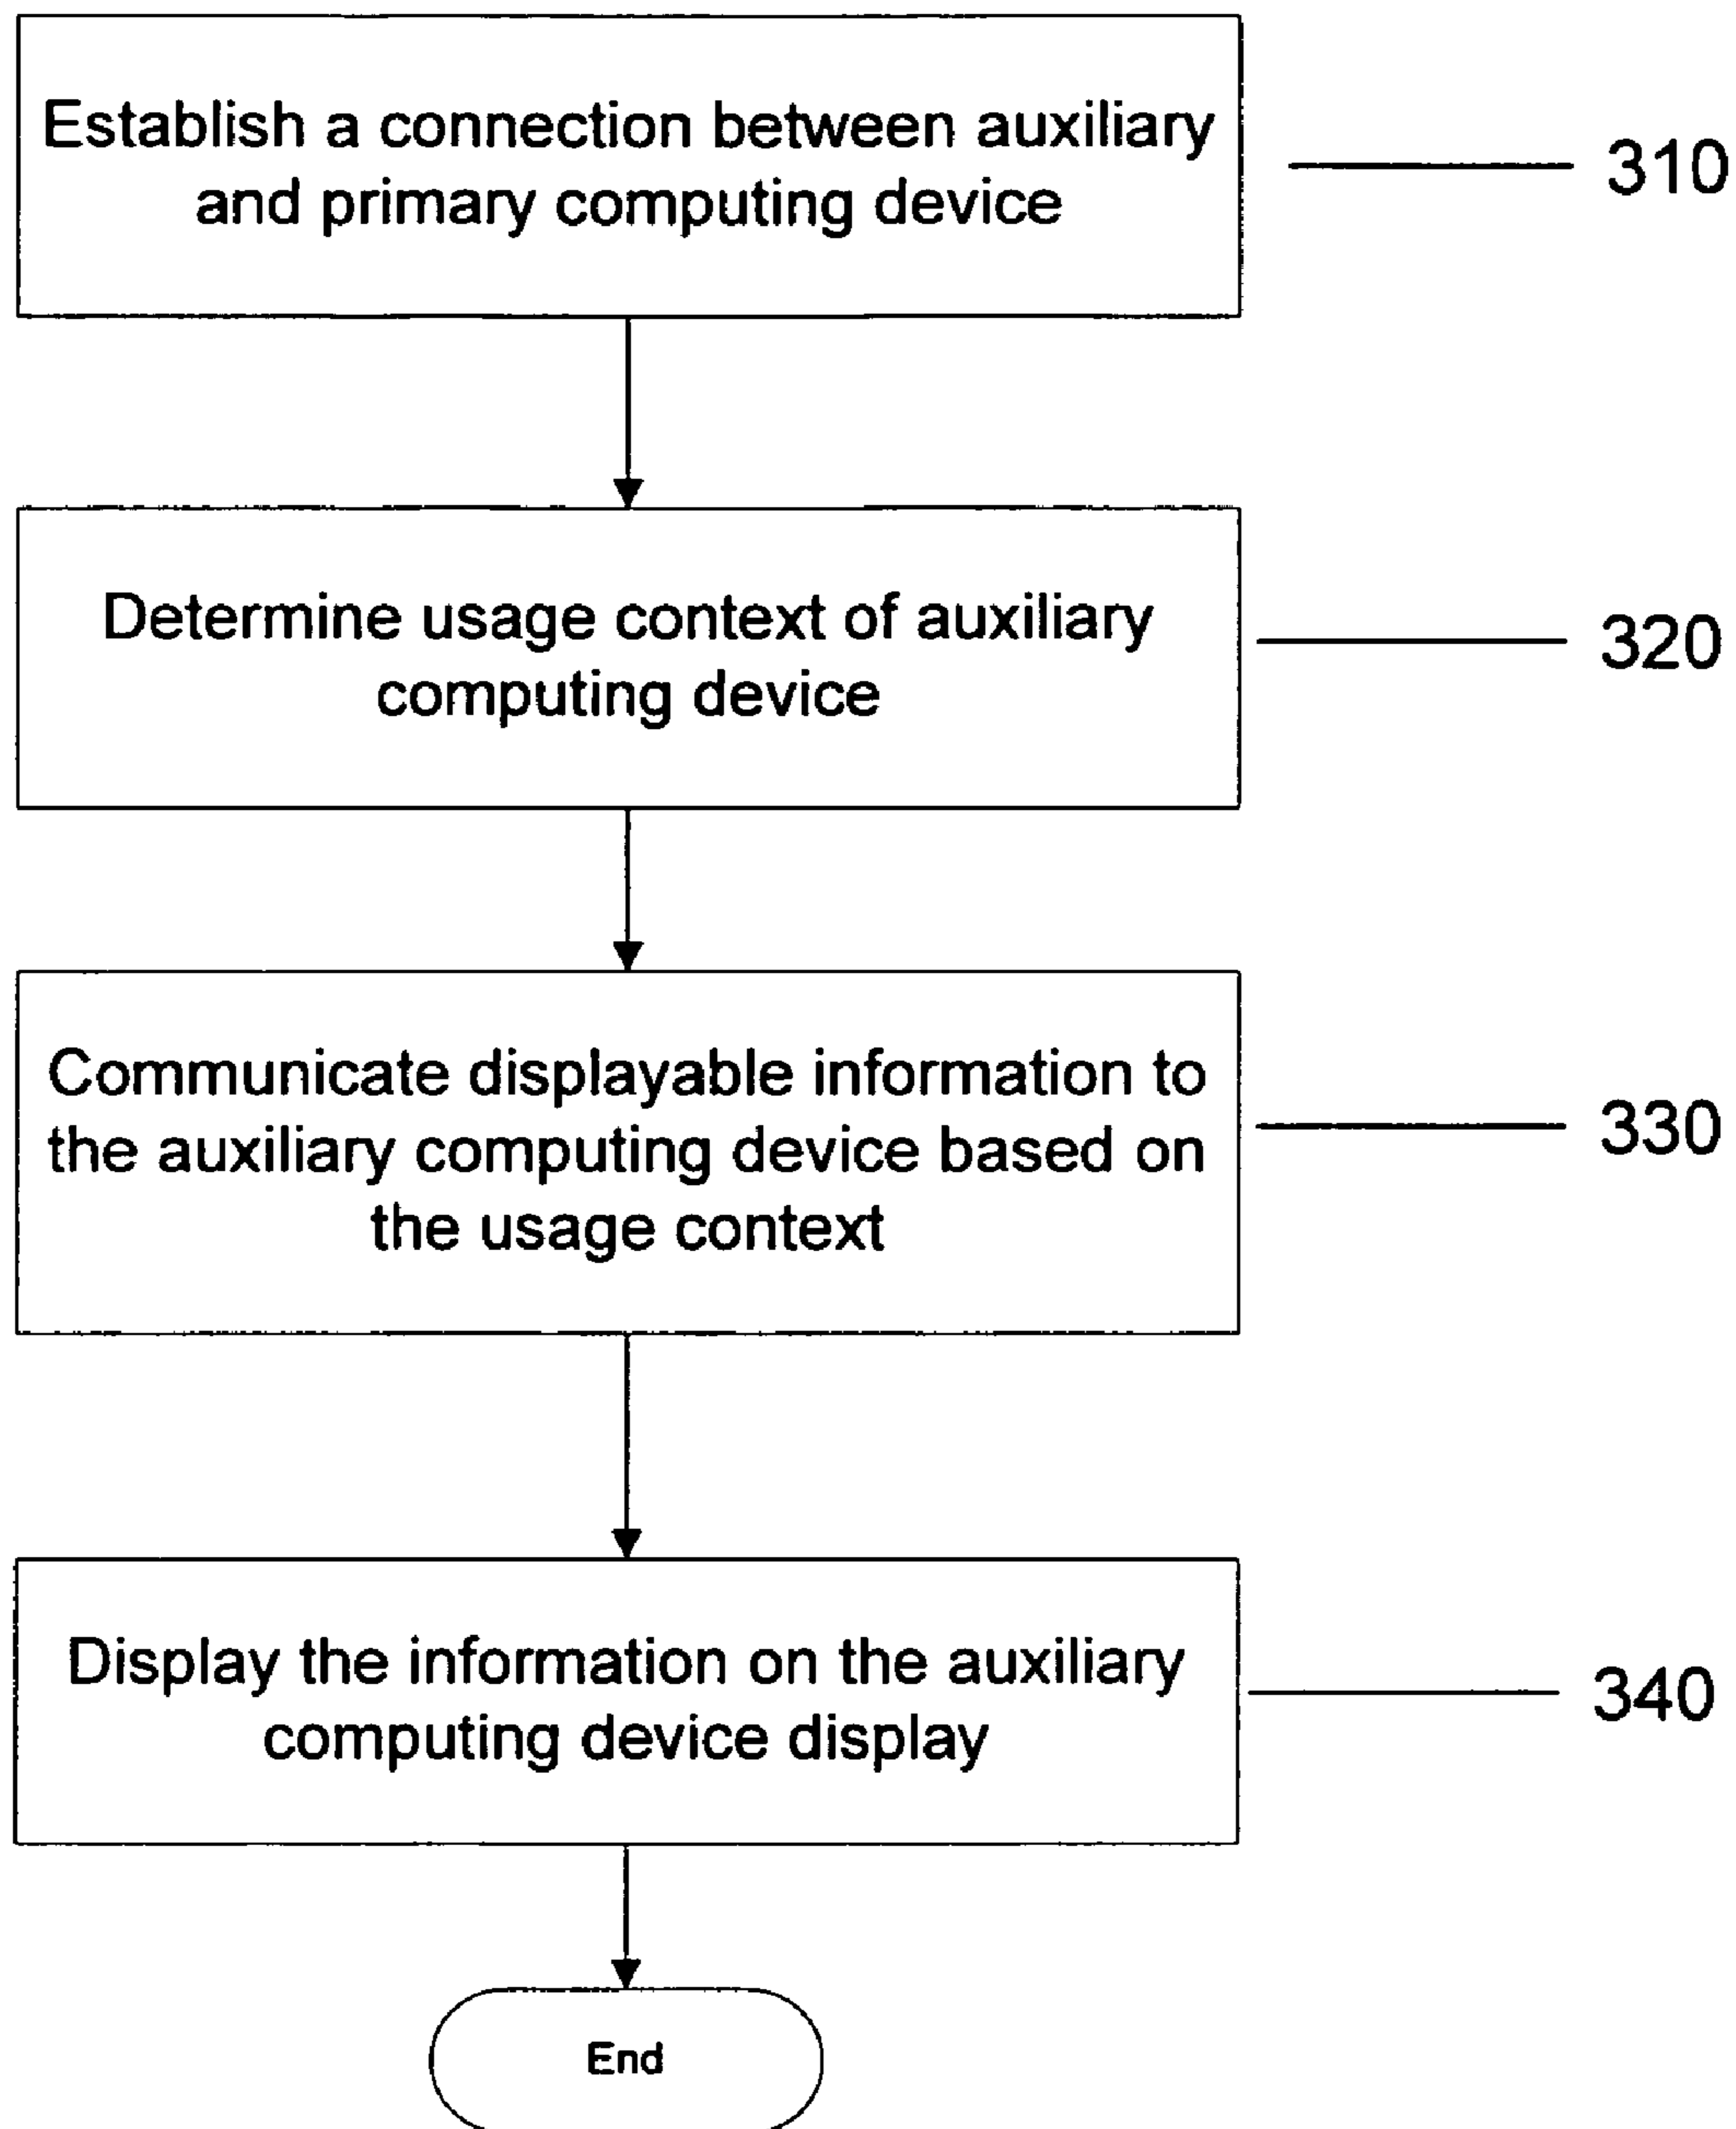 Establish a connection between auxiliary
and primary computing device
310
Determine usage context of auxiliary
computing device
320
Communicate displayable information to
the auxiliary computing device based on
the usage context
330
Display the information on the auxiliary
computing device display
340
End